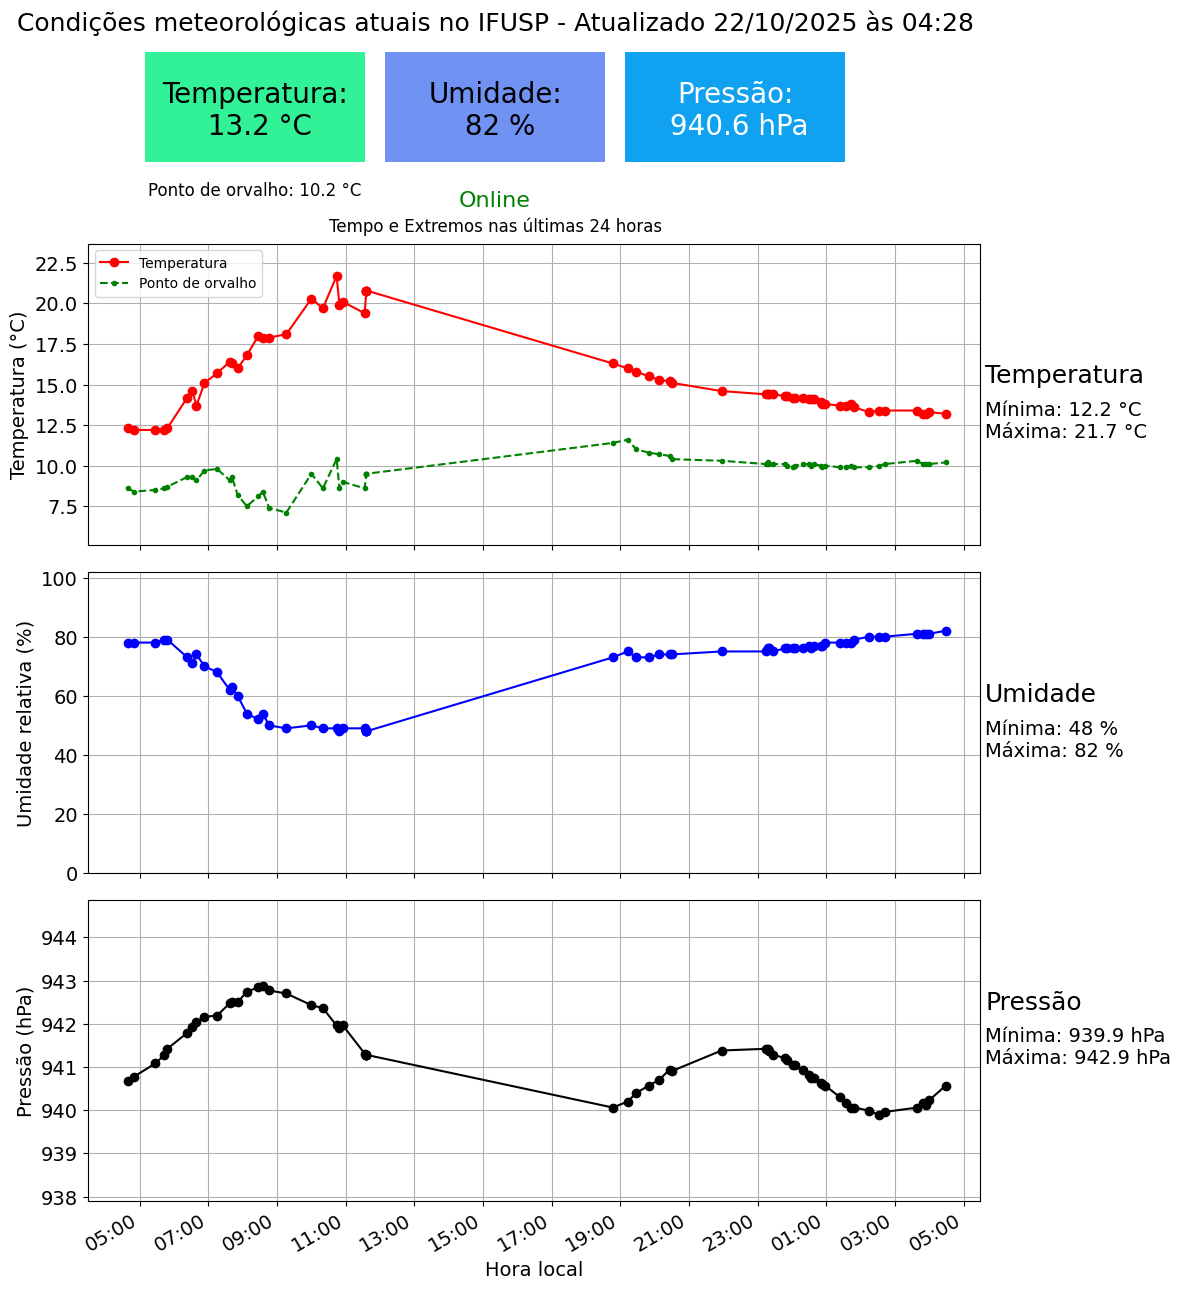 Condições meteorológicas atuais no IFUSP - Atualizado 22/10/2025 às 04:28
Temperatura:
13.2 °C
Umidade:
82 %
Pressão:
940.6 hPa
Ponto de orvalho: 10.2 °C
Online
Tempo e Extremos nas últimas 24 horas
Temperatura
Ponto de orvalho
Temperatura (°C)
22.5
20.0
17.5
15.0
12.5
10.0
7.5
Temperatura
Mínima: 12.2 °C
Máxima: 21.7 °C
Umidade relativa (%)
100
80
60
40
20
0
Umidade
Mínima: 48 %
Máxima: 82 %
Pressão (hPa)
944
943
942
941
940
939
938
Pressão
Mínima: 939.9 hPa
Máxima: 942.9 hPa
05:00 07:00 09:00 11:00 13:00 15:00 17:00 19:00 21:00 23:00 01:00 03:00 05:00
Hora local